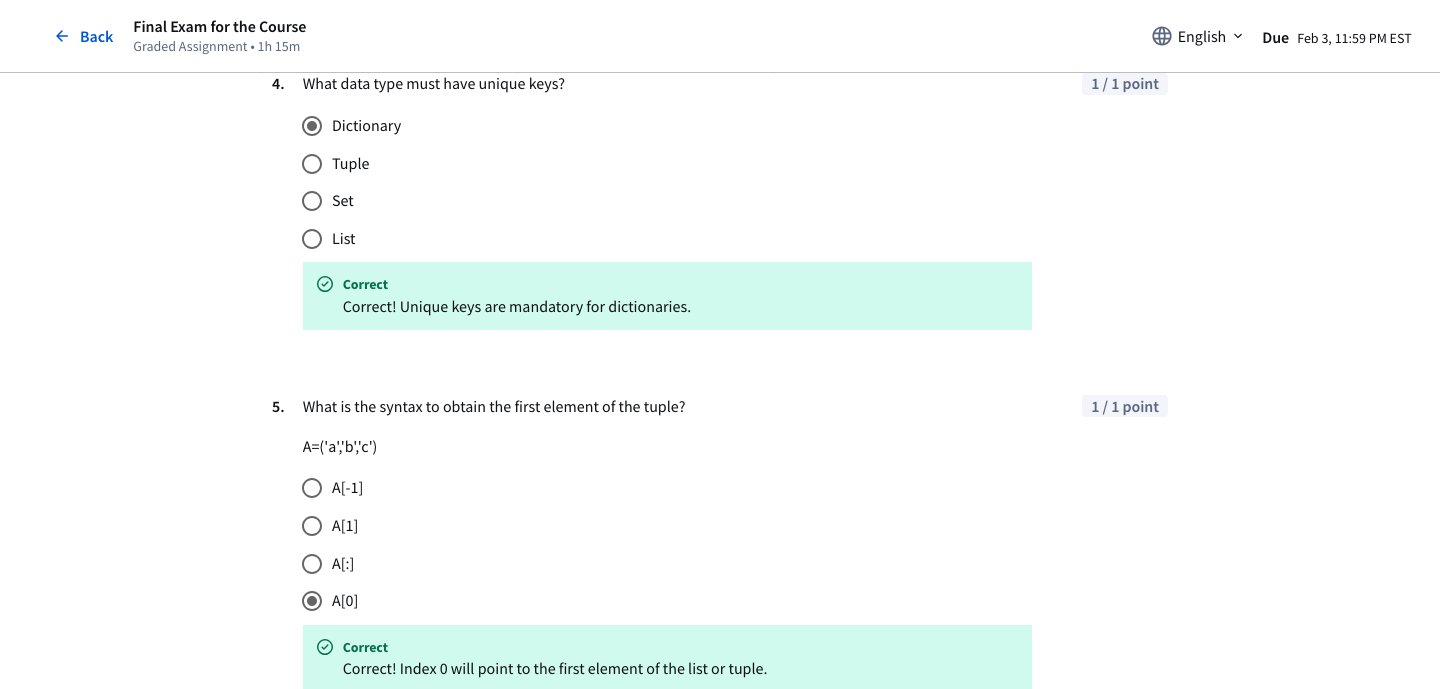 Back
Final Exam for the Course
Graded Assignment • 1h 15m
English
Due Feb 3, 11:59 PM EST
4. What data type must have unique keys? 1 / 1 point
Dictionary
Tuple
Set
List
Correct
Correct! Unique keys are mandatory for dictionaries.
5. What is the syntax to obtain the first element of the tuple? 1 / 1 point
A=('a','b','c')
A[-1]
A[1]
A[:]
A[0]
Correct
Correct! Index 0 will point to the first element of the list or tuple.